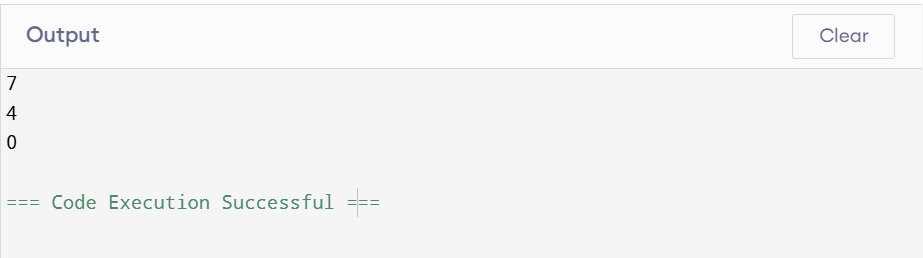 Output
Clear
7
4
0
=== Code Execution Successful ===